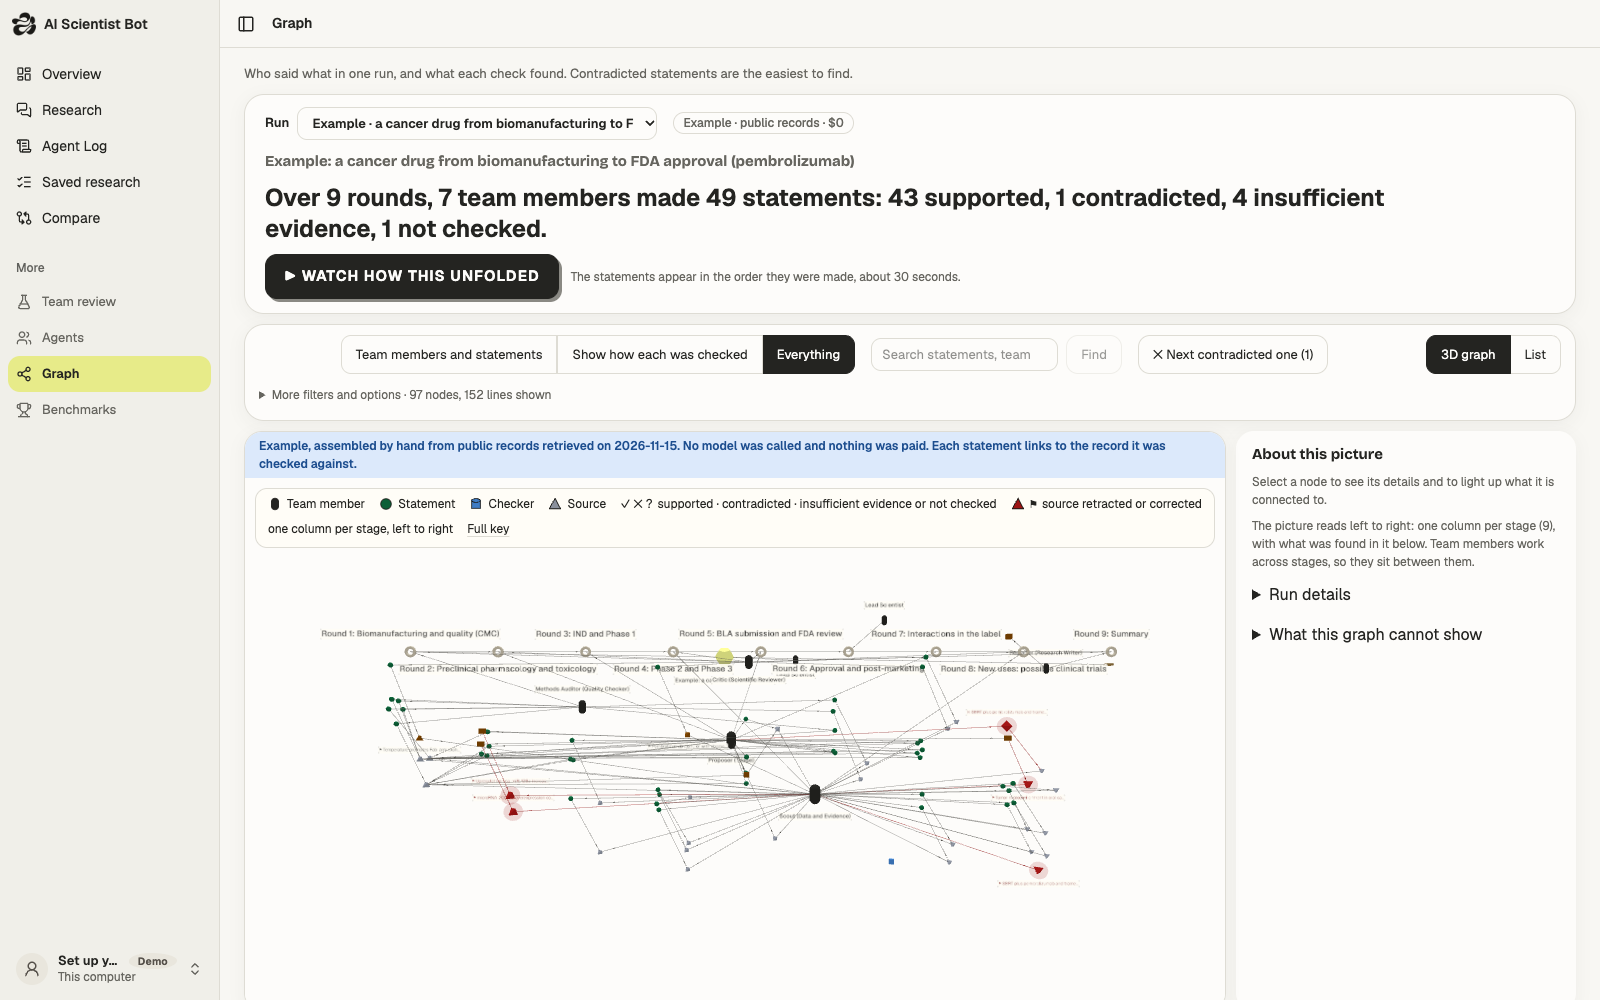 AI Scientist Bot
Graph
Overview
Research
Agent Log
Saved research
Compare
More
Team review
Agents
Graph
Benchmarks
Set up y... Demo
This computer
Who said what in one run, and what each check found. Contradicted statements are the easiest to find.
Run Example · a cancer drug from biomanufacturing to F Example · public records · $0
Example: a cancer drug from biomanufacturing to FDA approval (pembrolizumab)
Over 9 rounds, 7 team members made 49 statements: 43 supported, 1 contradicted, 4 insufficient
evidence, 1 not checked.
▶ WATCH HOW THIS UNFOLDED The statements appear in the order they were made, about 30 seconds.
Team members and statements Show how each was checked Everything Search statements, team Find ✕ Next contradicted one (1) 3D graph List
▶ More filters and options · 97 nodes, 152 lines shown
Example, assembled by hand from public records retrieved on 2026-11-15. No model was called and nothing was paid. Each statement links to the record it was
checked against.
Team member Statement Checker Source ✓ ✕ ? supported · contradicted · insufficient evidence or not checked ⚑ source retracted or corrected
one column per stage, left to right Full key
Lead Scientist
Round 1: Biomanufacturing and quality (CMC) Round 3: IND and Phase 1 Round 5: BLA submission and FDA review Round 7: Interactions in the label Round 9: Summary
(Research Writer)
Round 2: Preclinical pharmacology and toxicology Round 4: Phase 2 and Phase 3 Round 6: Approval and post-marketing Round 8: New uses: possible clinical trials
Critic (Scientific Reviewer)
Methods Auditor (Quality Checker)
Scout (Data and Evidence)
About this picture
Select a node to see its details and to light up what it is
connected to.
The picture reads left to right: one column per stage (9),
with what was found in it below. Team members work
across stages, so they sit between them.
▶ Run details
▶ What this graph cannot show